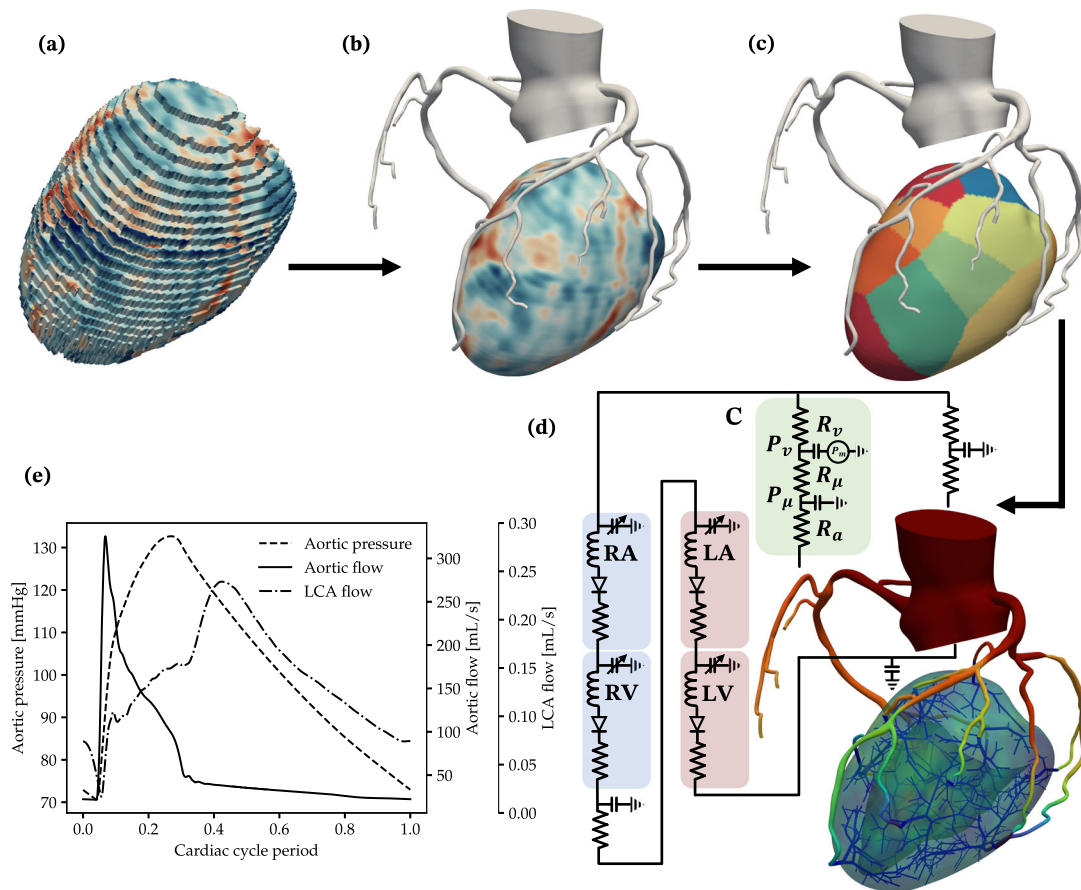 (a)
(b)
(c)
(d)
C
R_v
P_v
P_m
R_μ
P_μ
R_a
RA
LA
RV
LV
(e)
Aortic pressure
Aortic flow
LCA flow
130
120
110
100
90
80
70
Aortic pressure [mmHg]
0.0
0.2
0.4
0.6
0.8
1.0
Cardiac cycle period
300
250
200
150
100
50
Aortic flow [mL/s]
0.30
0.25
0.20
0.15
0.10
0.05
0.00
LCA flow [mL/s]